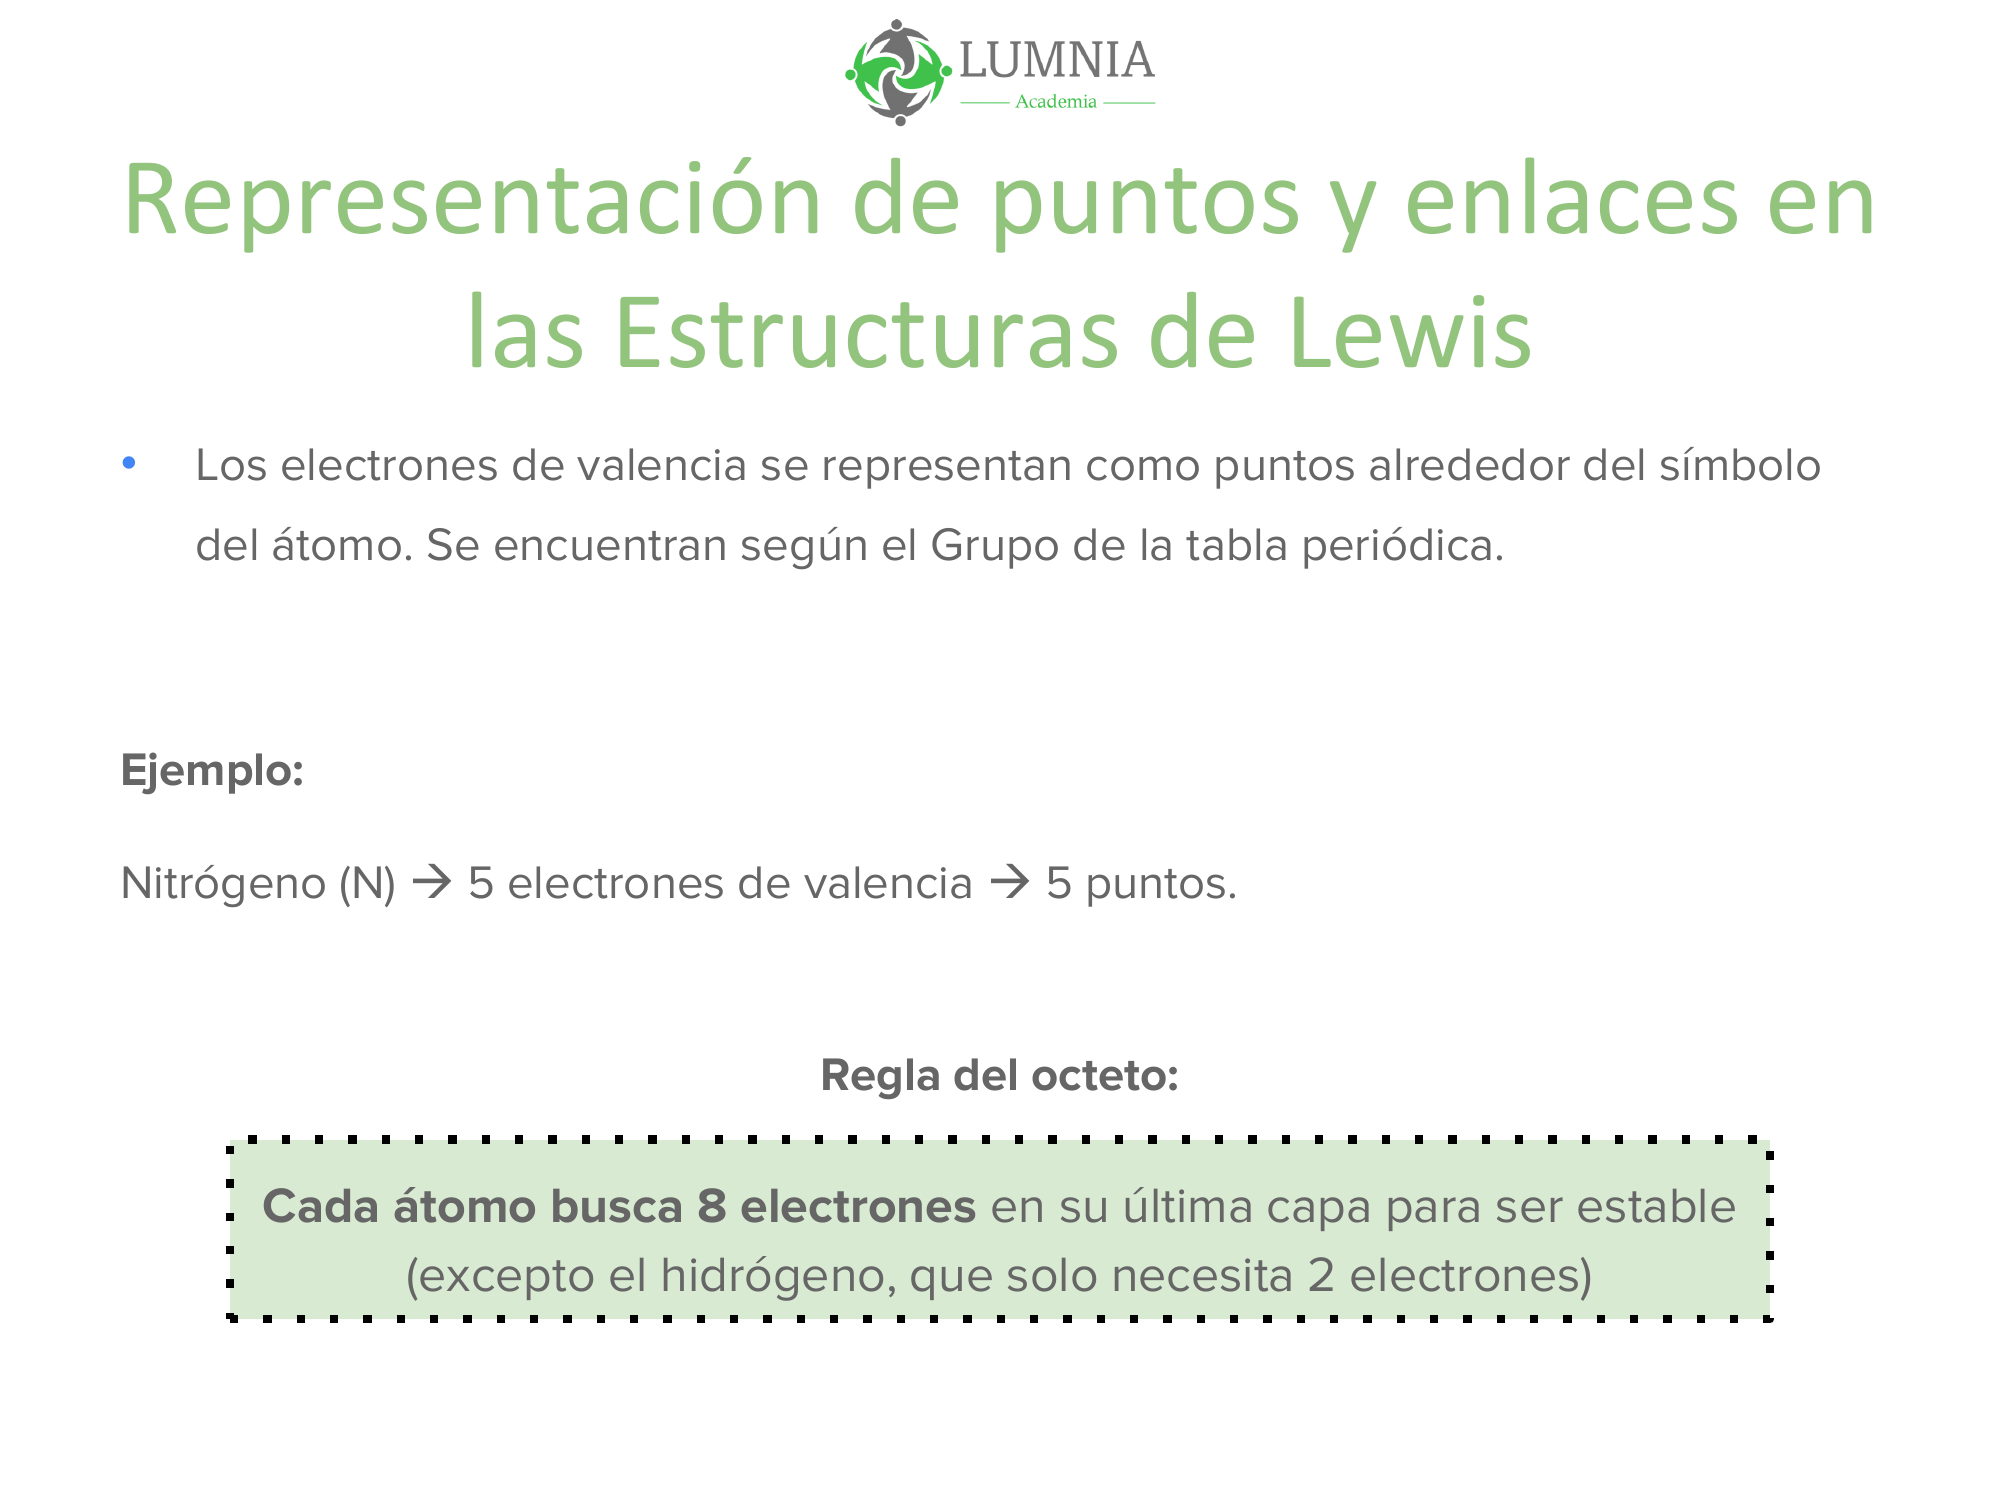 LUMNIA
Academia
Representación de puntos y enlaces en
las Estructuras de Lewis
• Los electrones de valencia se representan como puntos alrededor del símbolo
del átomo. Se encuentran según el Grupo de la tabla periódica.
Ejemplo:
Nitrógeno (N) → 5 electrones de valencia → 5 puntos.
Regla del octeto:
Cada átomo busca 8 electrones en su última capa para ser estable
(excepto el hidrógeno, que solo necesita 2 electrones)